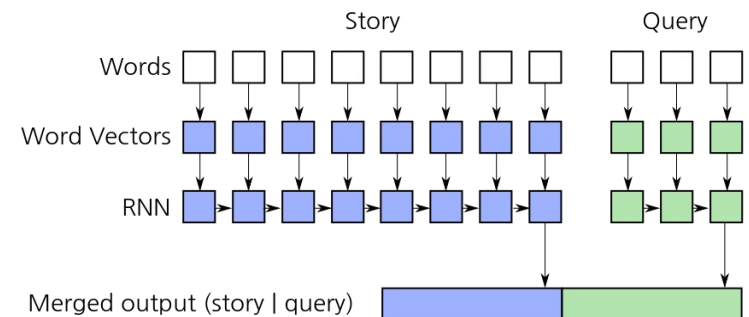 Story
Query
Words
Word Vectors
RNN
Merged output (story | query)